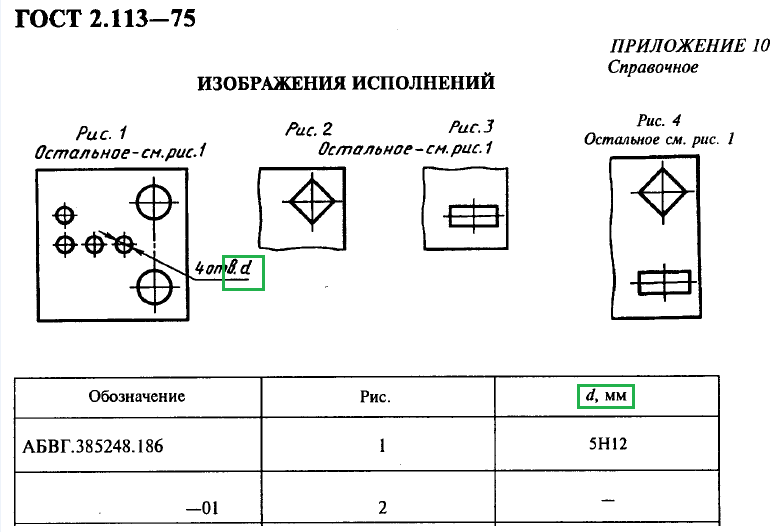 ГОСТ 2.113—75
ПРИЛОЖЕНИЕ 10
Справочное
ИЗОБРАЖЕНИЯ ИСПОЛНЕНИЙ
Рис. 1
Остальное-см.рис.1
Рис. 2
Рис. 3
Остальное-см.рис.1
Рис. 4
Остальное см. рис. 1
4отв.d
Обозначение Рис. d, мм
АБВГ.385248.186 1 5H12
—01 2 —